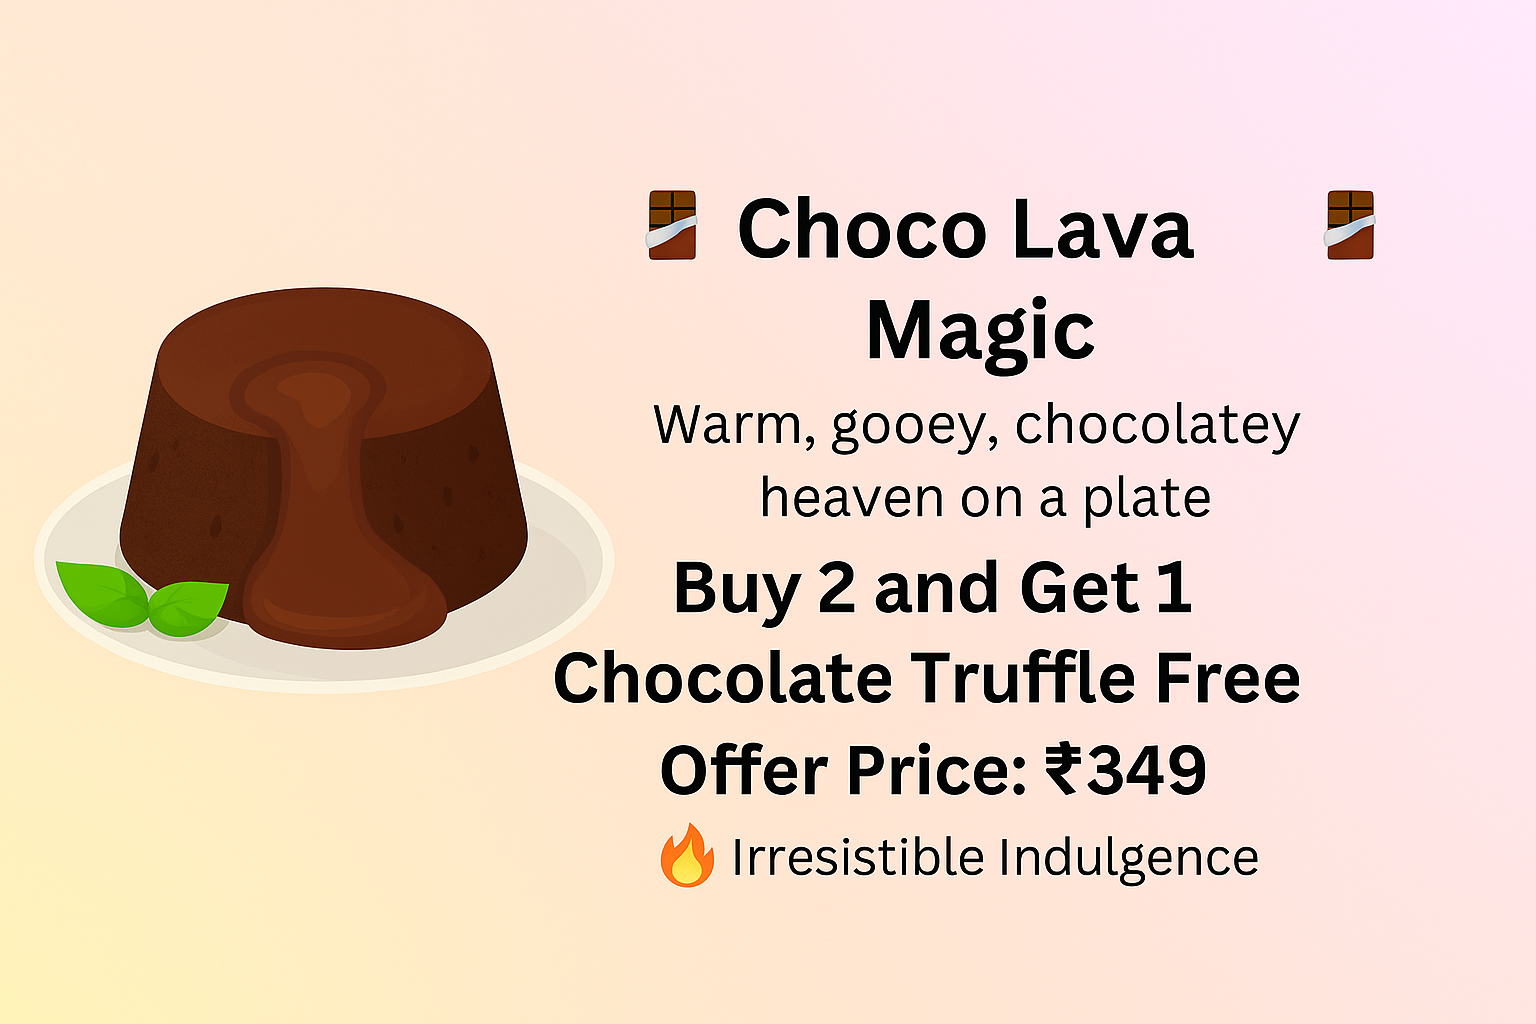 🍫 Choco Lava 🍫
Magic
Warm, gooey, chocolatey
heaven on a plate
Buy 2 and Get 1
Chocolate Truffle Free
Offer Price: ₹349
🔥 Irresistible Indulgence